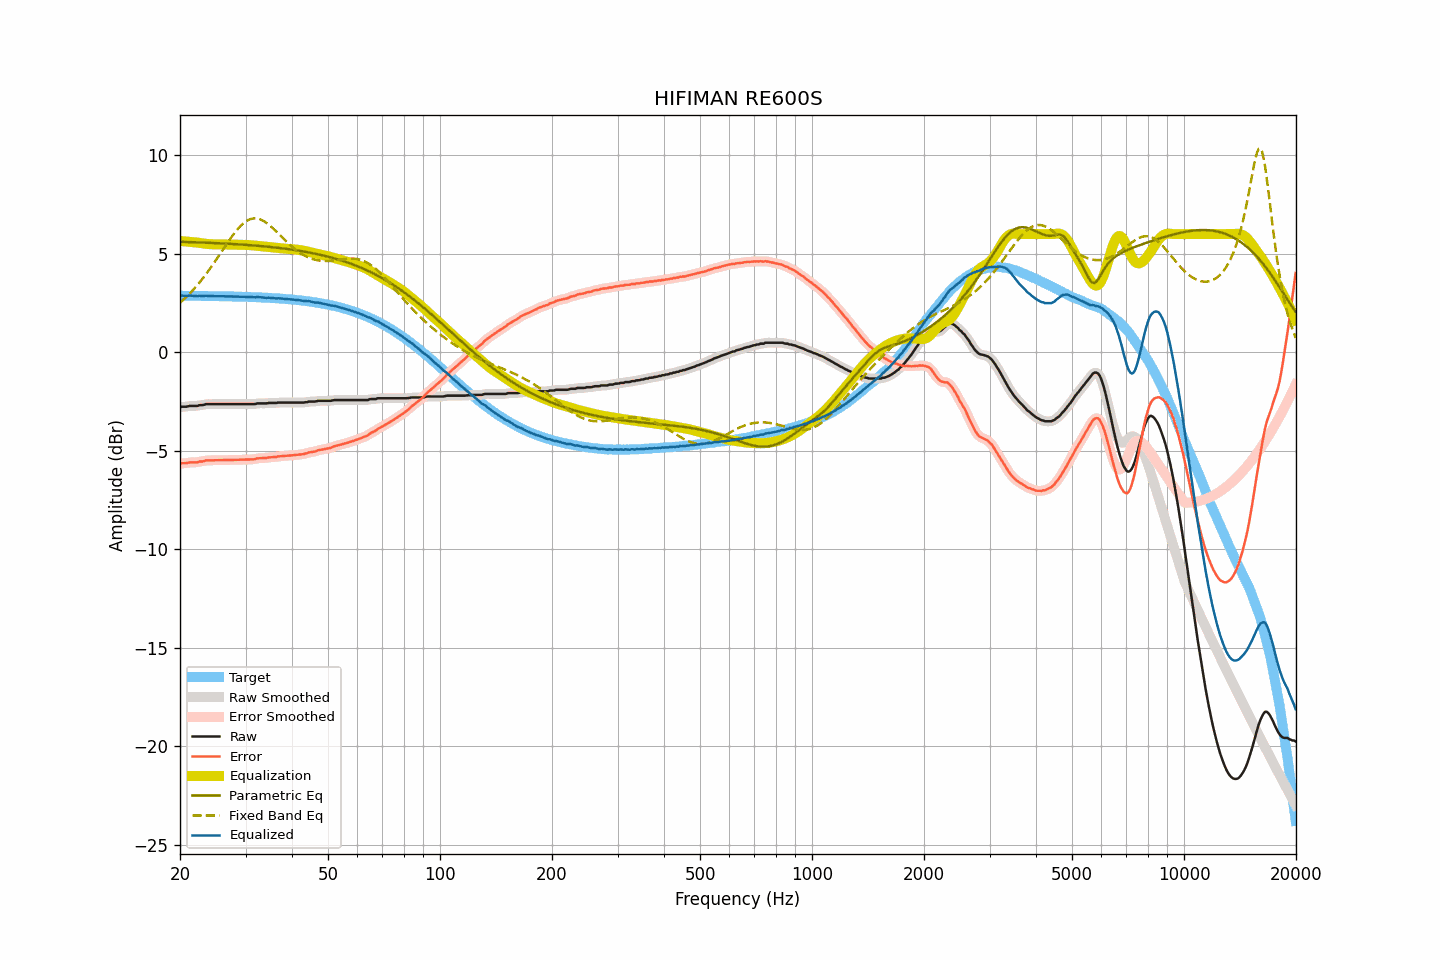 HIFIMAN RE600S
Amplitude (dBr)
10
5
0
−5
−10
−15
−20
−25
Target
Raw Smoothed
Error Smoothed
Raw
Error
Equalization
Parametric Eq
Fixed Band Eq
Equalized
20 50 100 200 500 1000 2000 5000 10000 20000
Frequency (Hz)